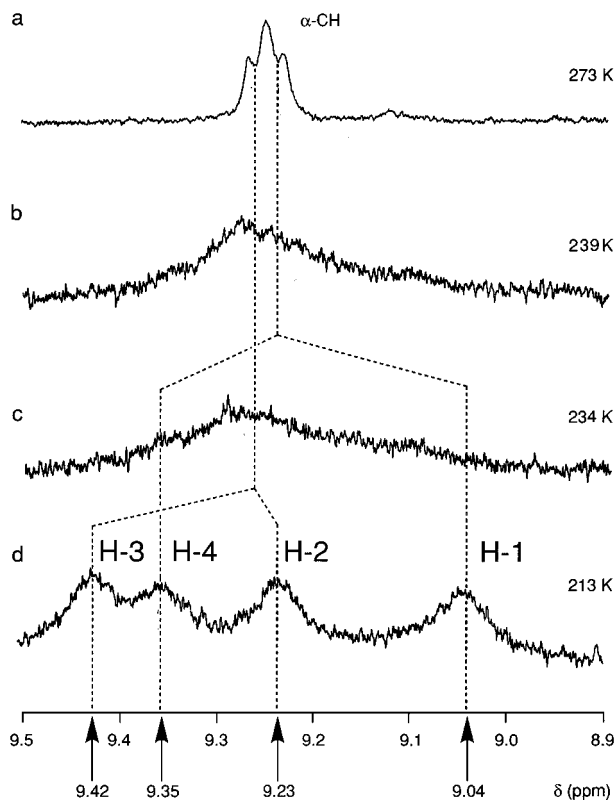 a
α-CH
273 K
b
239 K
c
234 K
d
H-3 H-4 H-2 H-1
213 K
9.5 9.4 9.3 9.2 9.1 9.0 8.9
9.42 9.35 9.23 9.04 δ (ppm)